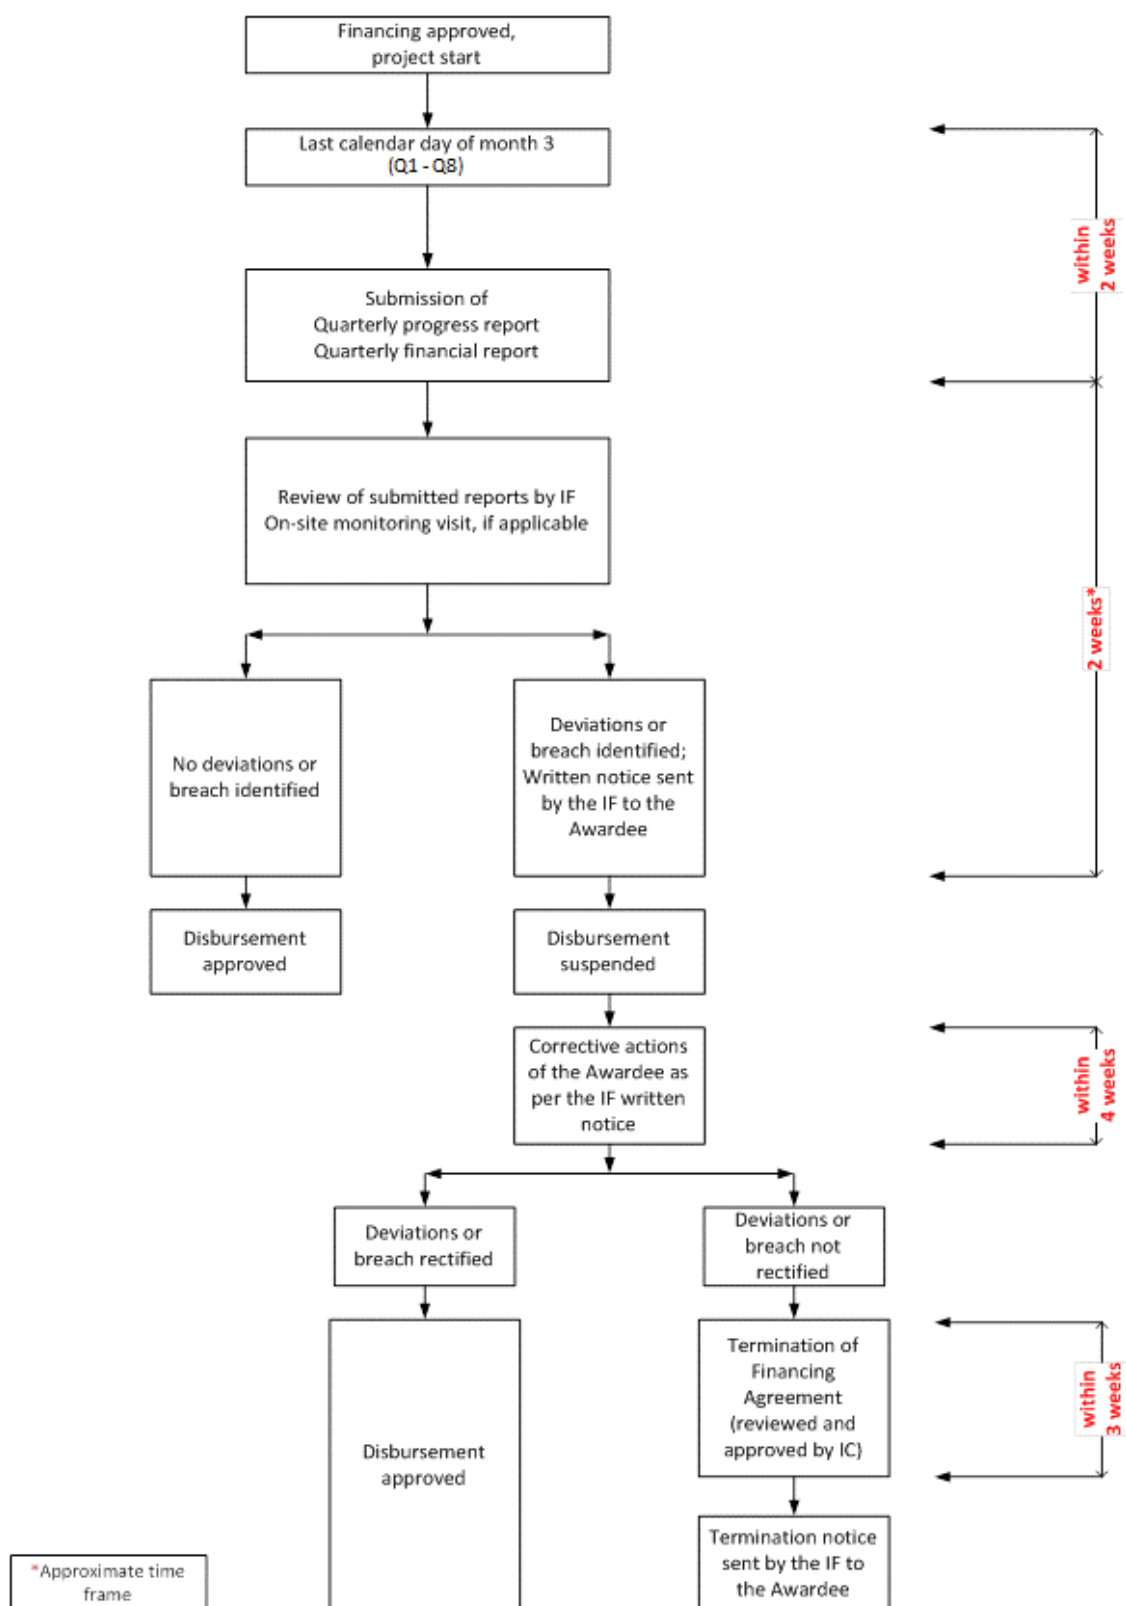 Financing approved,
project start
Last calendar day of month 3
(Q1 - Q8)
within
2 weeks
Submission of
Quarterly progress report
Quarterly financial report
Review of submitted reports by IF
On-site monitoring visit, if applicable
2 weeks*
No deviations or
breach identified
Deviations or
breach identified;
Written notice sent
by the IF to the
Awardee
Disbursement
approved
Disbursement
suspended
Corrective actions
of the Awardee as
per the IF written
notice
within
4 weeks
Deviations or
breach rectified
Deviations or
breach not
rectified
Termination of
Financing
Agreement
(reviewed and
approved by IC)
within
3 weeks
Disbursement
approved
Termination notice
sent by the IF to
the Awardee
*Approximate time
frame